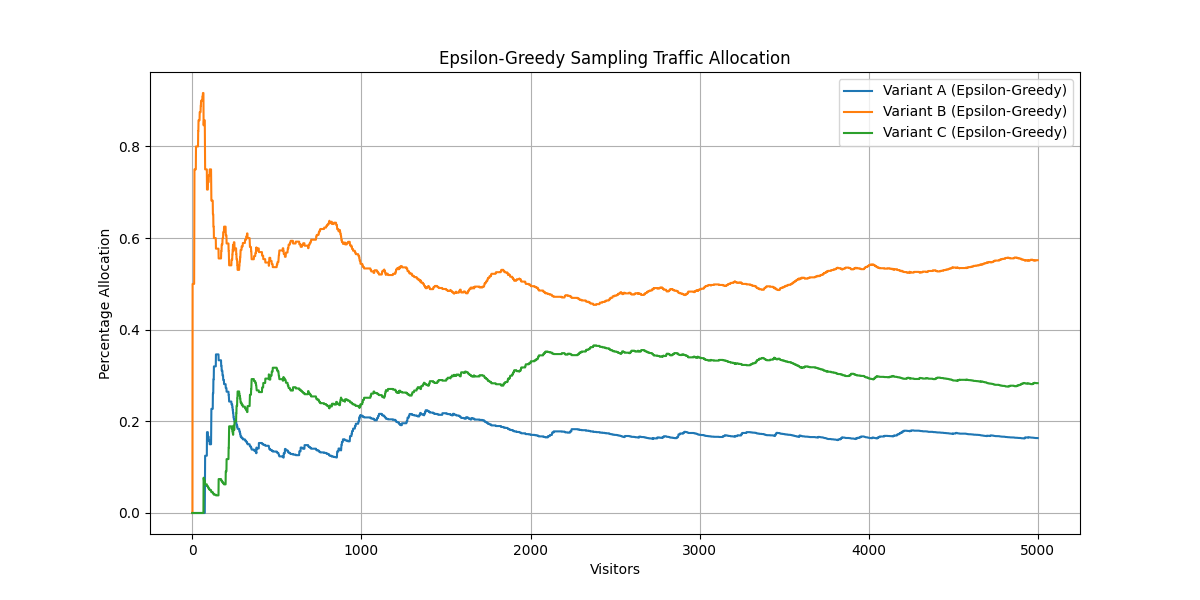 Epsilon-Greedy Sampling Traffic Allocation
Variant A (Epsilon-Greedy)
Variant B (Epsilon-Greedy)
Variant C (Epsilon-Greedy)
Percentage Allocation
0.8
0.6
0.4
0.2
0.0
0 1000 2000 3000 4000 5000
Visitors